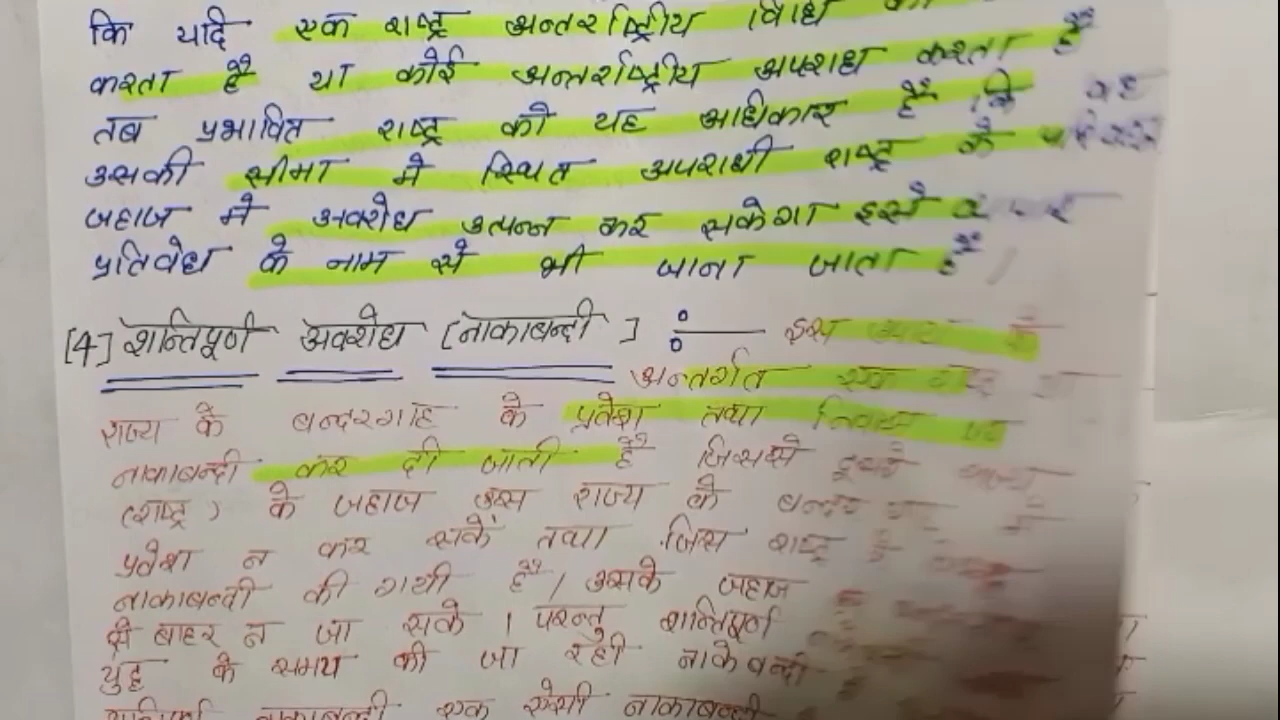 कि यदि एक राष्ट्र अन्तर्राष्ट्रीय विधि
करता है या कोई अन्तर्राष्ट्रीय अपराध करता है
तब प्रभावित राष्ट्र को यह अधिकार है कि वह
उसकी सीमा मे स्थित अपराधी राष्ट्र के
जहाज मे अवरोध उत्पन्न कर सकेगा इसे
प्रतिवेध के नाम से भी जाना जाता है।
[4] शान्तिपूर्ण अवरोध [नाकाबन्दी] :- इस
अन्तर्गत एक
राज्य के बन्दरगाह के प्रवेश तथा निकास पर
नाकाबन्दी कर दी जाती है जिससे दूसरे राज्य
(राष्ट्र) के जहाज उस राज्य के
प्रवेश न कर सकें तथा जिस राष्ट्र
नाकाबन्दी की गयी है, उसके जहाज
से बाहर न जा सके। परन्तु शान्तिपूर्ण
युद्ध के समय की जा रही नाकेबन्दी
नाकाबन्दी एक ऐसी नाकाबन्दी